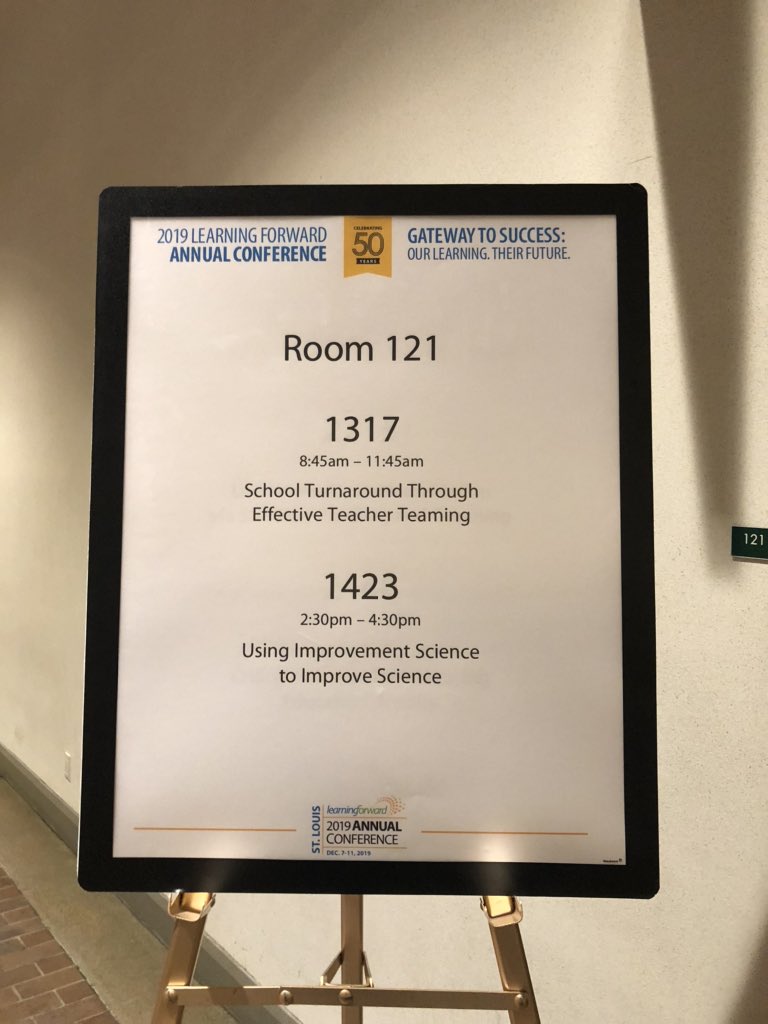 2019 LEARNING FORWARD
ANNUAL CONFERENCE
CELEBRATING
50
YEARS
GATEWAY TO SUCCESS:
OUR LEARNING. THEIR FUTURE.
Room 121
1317
8:45am – 11:45am
School Turnaround Through
Effective Teacher Teaming
1423
2:30pm – 4:30pm
Using Improvement Science
to Improve Science
ST. LOUIS
learningforward
2019 ANNUAL
CONFERENCE
DEC. 7-11, 2019
121